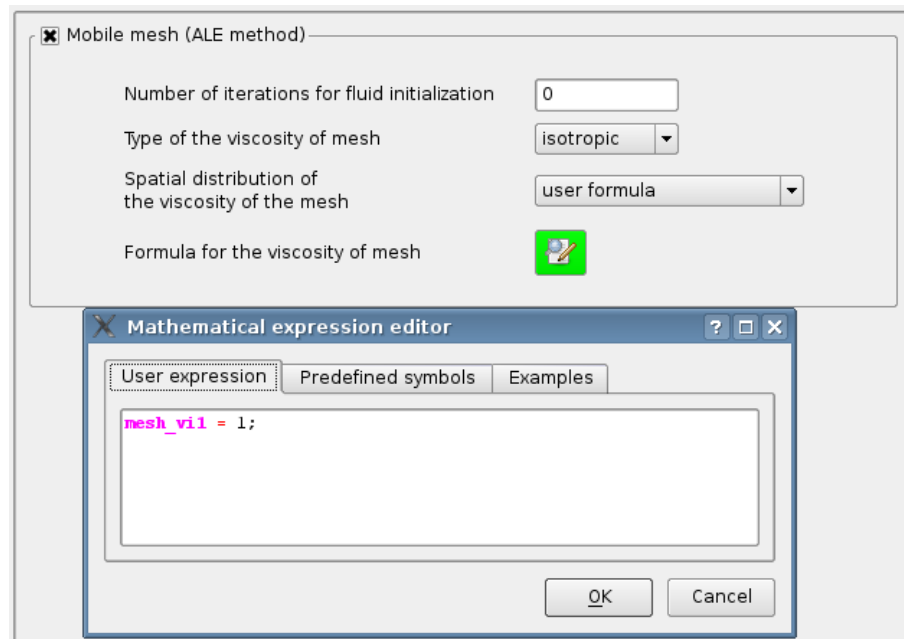 Mobile mesh (ALE method)
Number of iterations for fluid initialization
0
Type of the viscosity of mesh
isotropic
Spatial distribution of
the viscosity of the mesh
user formula
Formula for the viscosity of mesh
Mathematical expression editor
User expression
Predefined symbols
Examples
mesh_vi1 = 1;
OK
Cancel